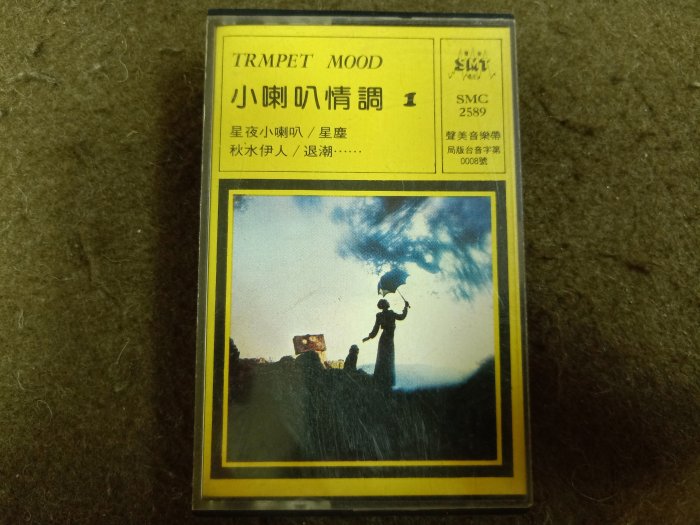 TRMPET MOOD
小喇叭情調 1
星夜小喇叭/星塵
秋水伊人/退潮……
SMC
2589
聲美音樂帶
局版台音字第
0008號